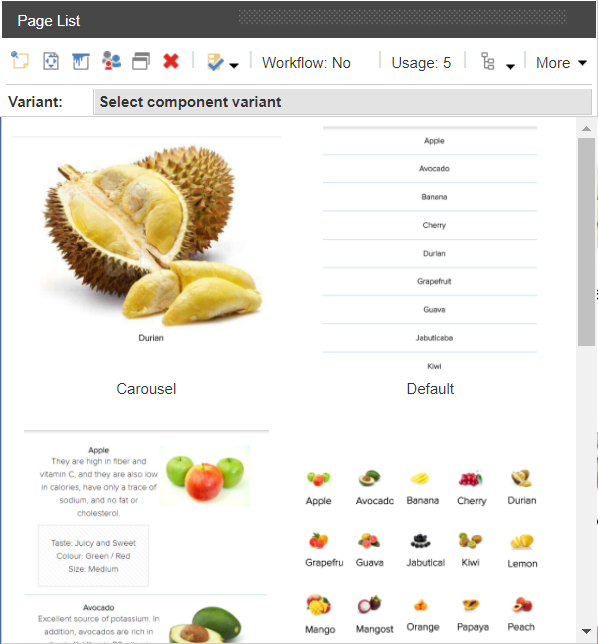 Page List
Workflow: No
Usage: 5
More
Variant:
Select component variant
Durian
Carousel
Apple
Avocado
Banana
Cherry
Durian
Grapefruit
Guava
Jabuticaba
Kiwi
Default
Apple
They are high in fiber and
vitamin C, and they are also low
in calories, have only a trace of
sodium, and no fat or
cholesterol.
Taste: Juicy and Sweet
Colour: Green / Red
Size: Medium
Avocado
Excellent source of potassium. In
addition, avocados are rich in
Apple Avocadc Banana Cherry Durian
Grapefru Guava Jabutical Kiwi Lemon
Mango Mangost Orange Papaya Peach